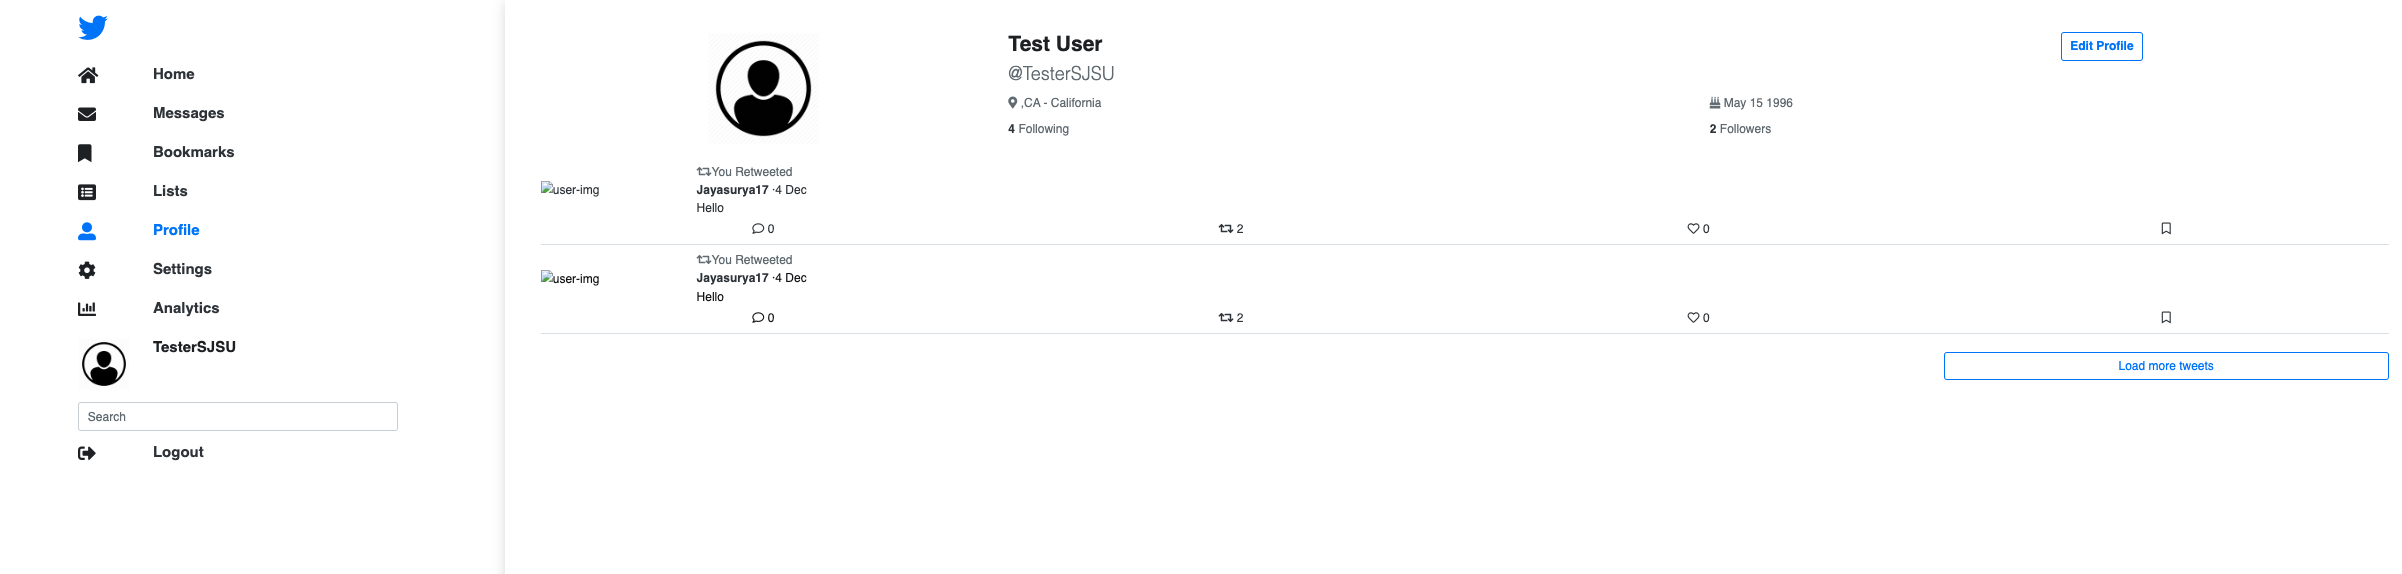 Home
Messages
Bookmarks
Lists
Profile
Settings
Analytics
TesterSJSU
Search
Logout
Test User
Edit Profile
@TesterSJSU
,CA - California
May 15 1996
4 Following
2 Followers
You Retweeted
user-img
Jayasurya17 ·4 Dec
Hello
0
2
0
You Retweeted
user-img
Jayasurya17 ·4 Dec
Hello
0
2
0
Load more tweets